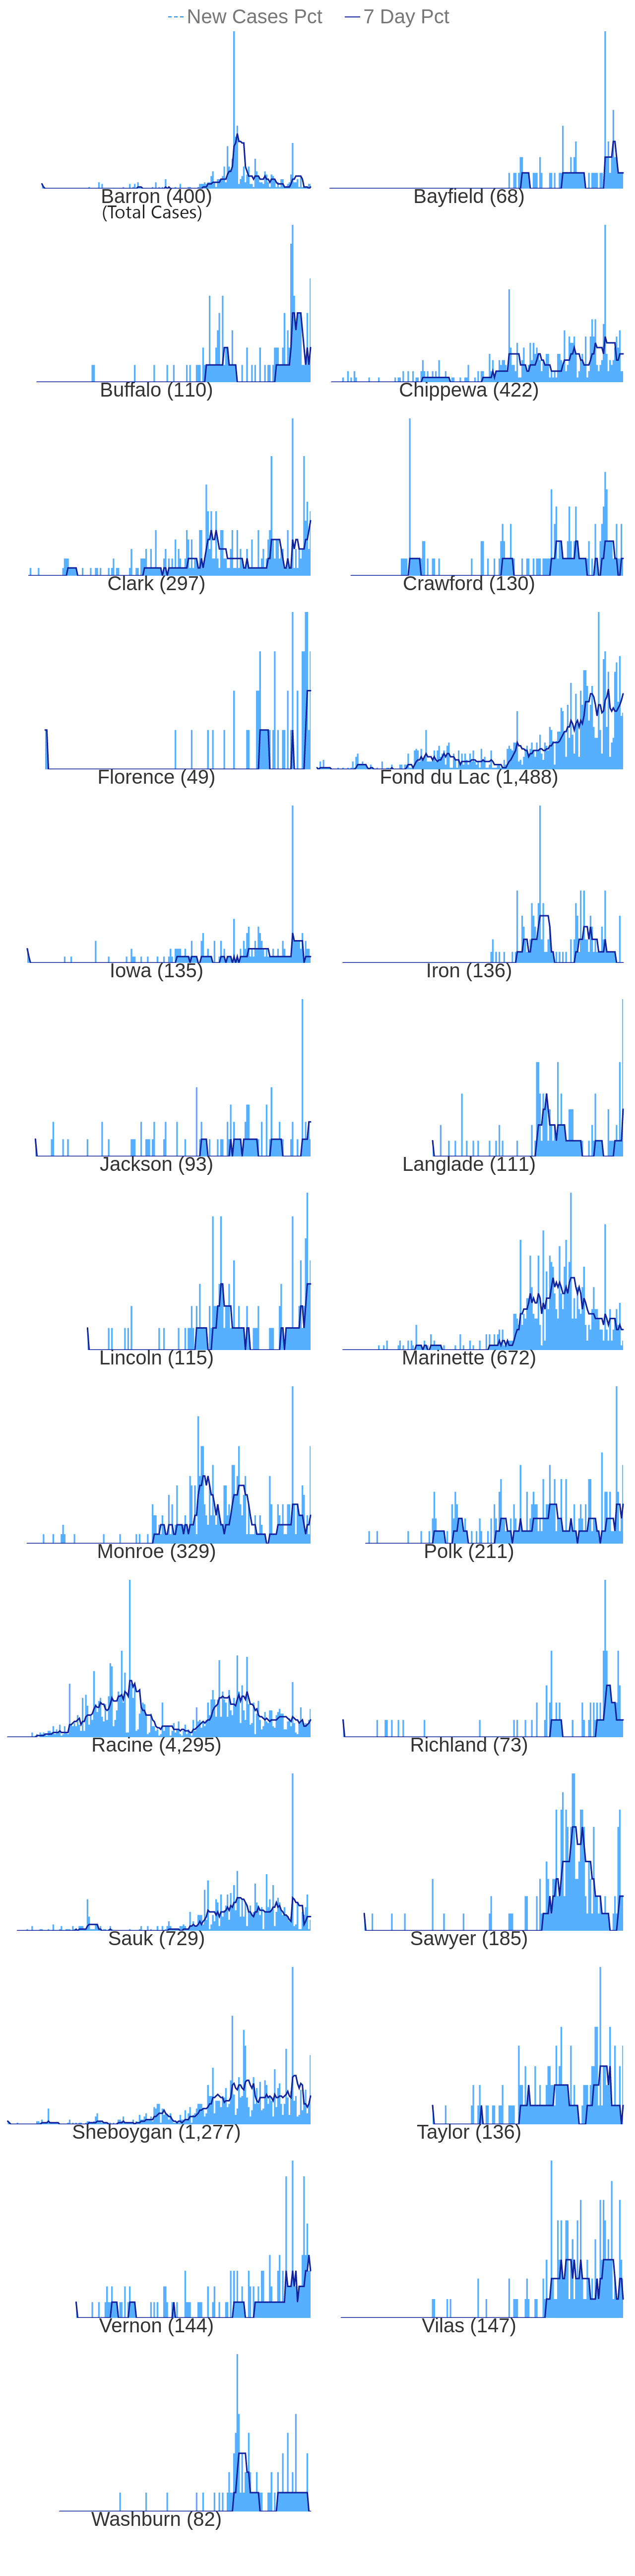 New Cases Pct 7 Day Pct
Barron (400) Bayfield (68)
(Total Cases)
Buffalo (110) Chippewa (422)
Clark (297) Crawford (130)
Florence (49) Fond du Lac (1,488)
Iowa (135) Iron (136)
Jackson (93) Langlade (111)
Lincoln (115) Marinette (672)
Monroe (329) Polk (211)
Racine (4,295) Richland (73)
Sauk (729) Sawyer (185)
Sheboygan (1,277) Taylor (136)
Vernon (144) Vilas (147)
Washburn (82)